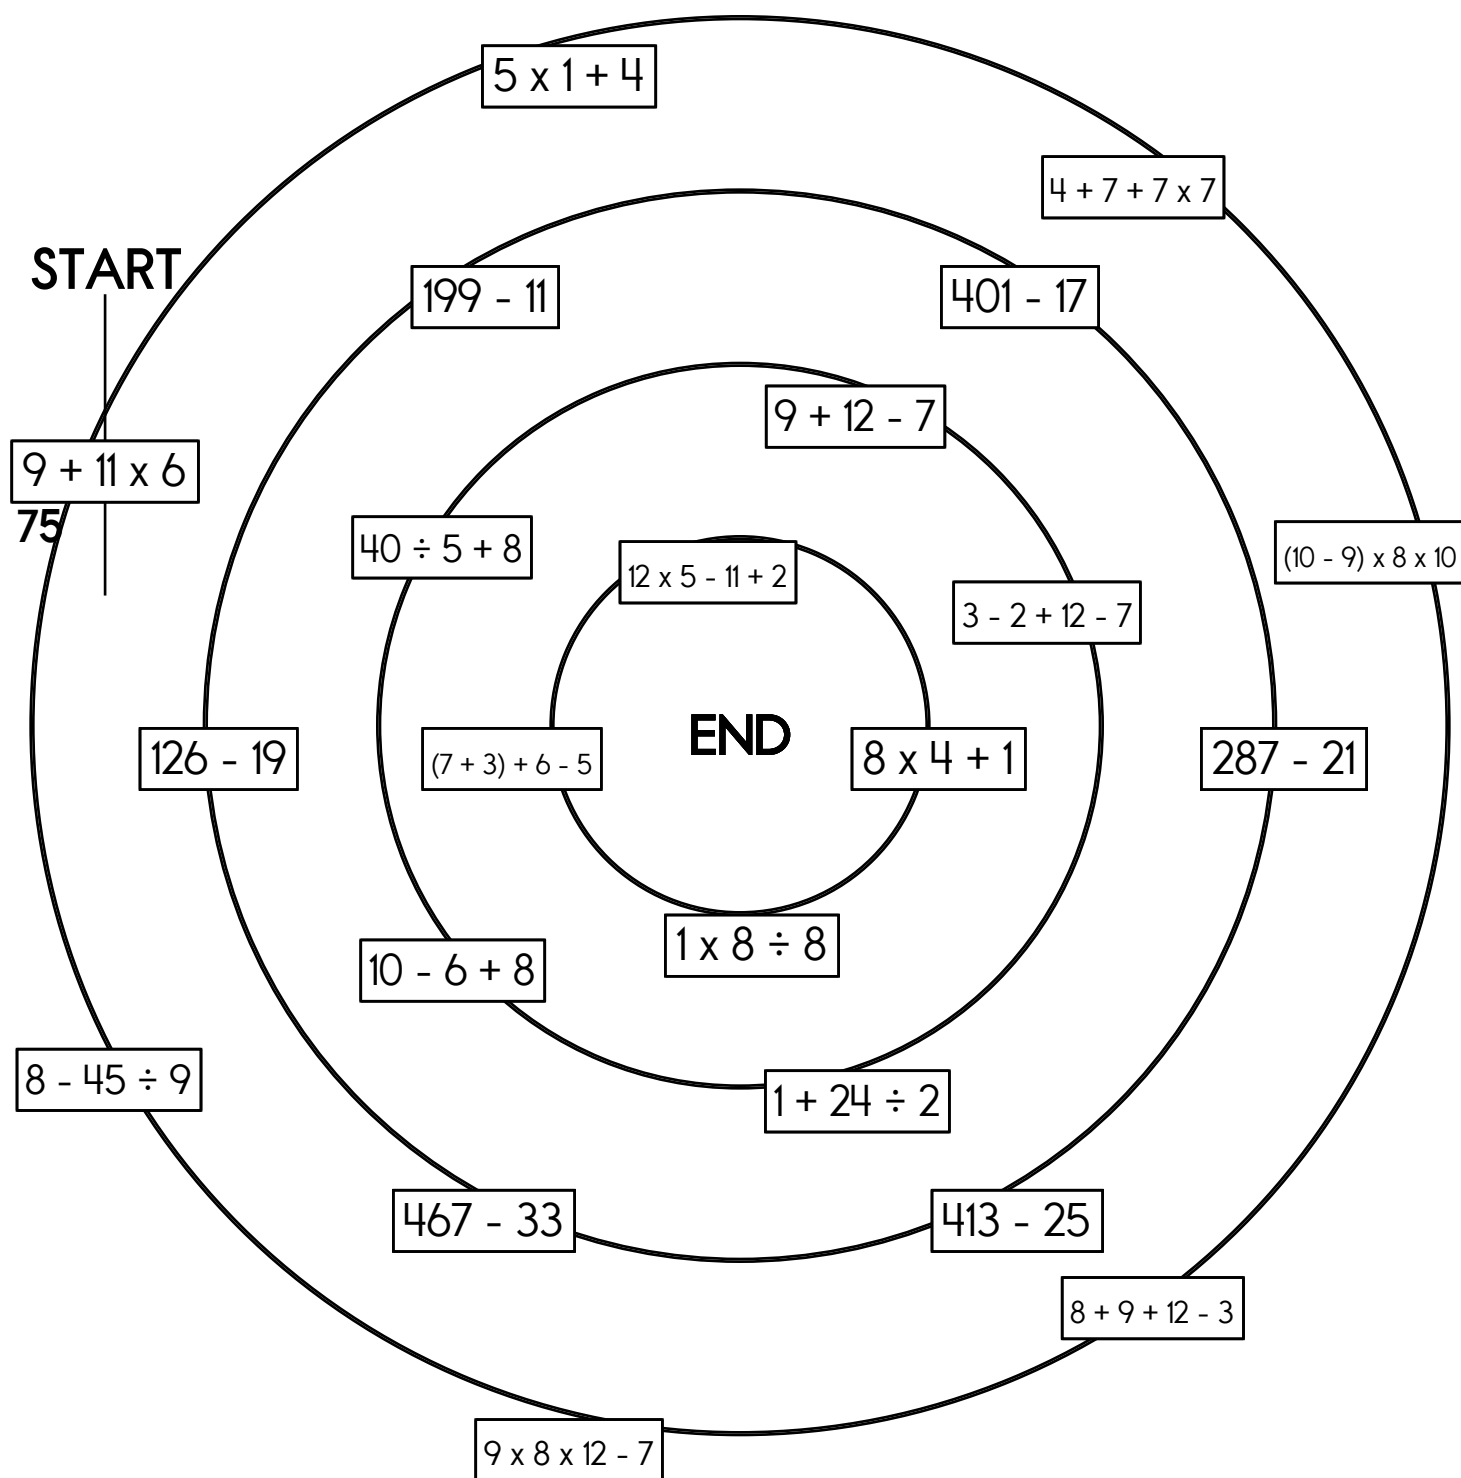 5 x 1 + 4
4 + 7 + 7 x 7
START
199 - 11
401 - 17
9 + 12 - 7
9 + 11 x 6
75
40 ÷ 5 + 8
(10 - 9) x 8 x 10
12 x 5 - 11 + 2
3 - 2 + 12 - 7
END
126 - 19
(7 + 3) + 6 - 5
8 x 4 + 1
287 - 21
1 x 8 ÷ 8
10 - 6 + 8
8 - 45 ÷ 9
1 + 24 ÷ 2
467 - 33
413 - 25
8 + 9 + 12 - 3
9 x 8 x 12 - 7